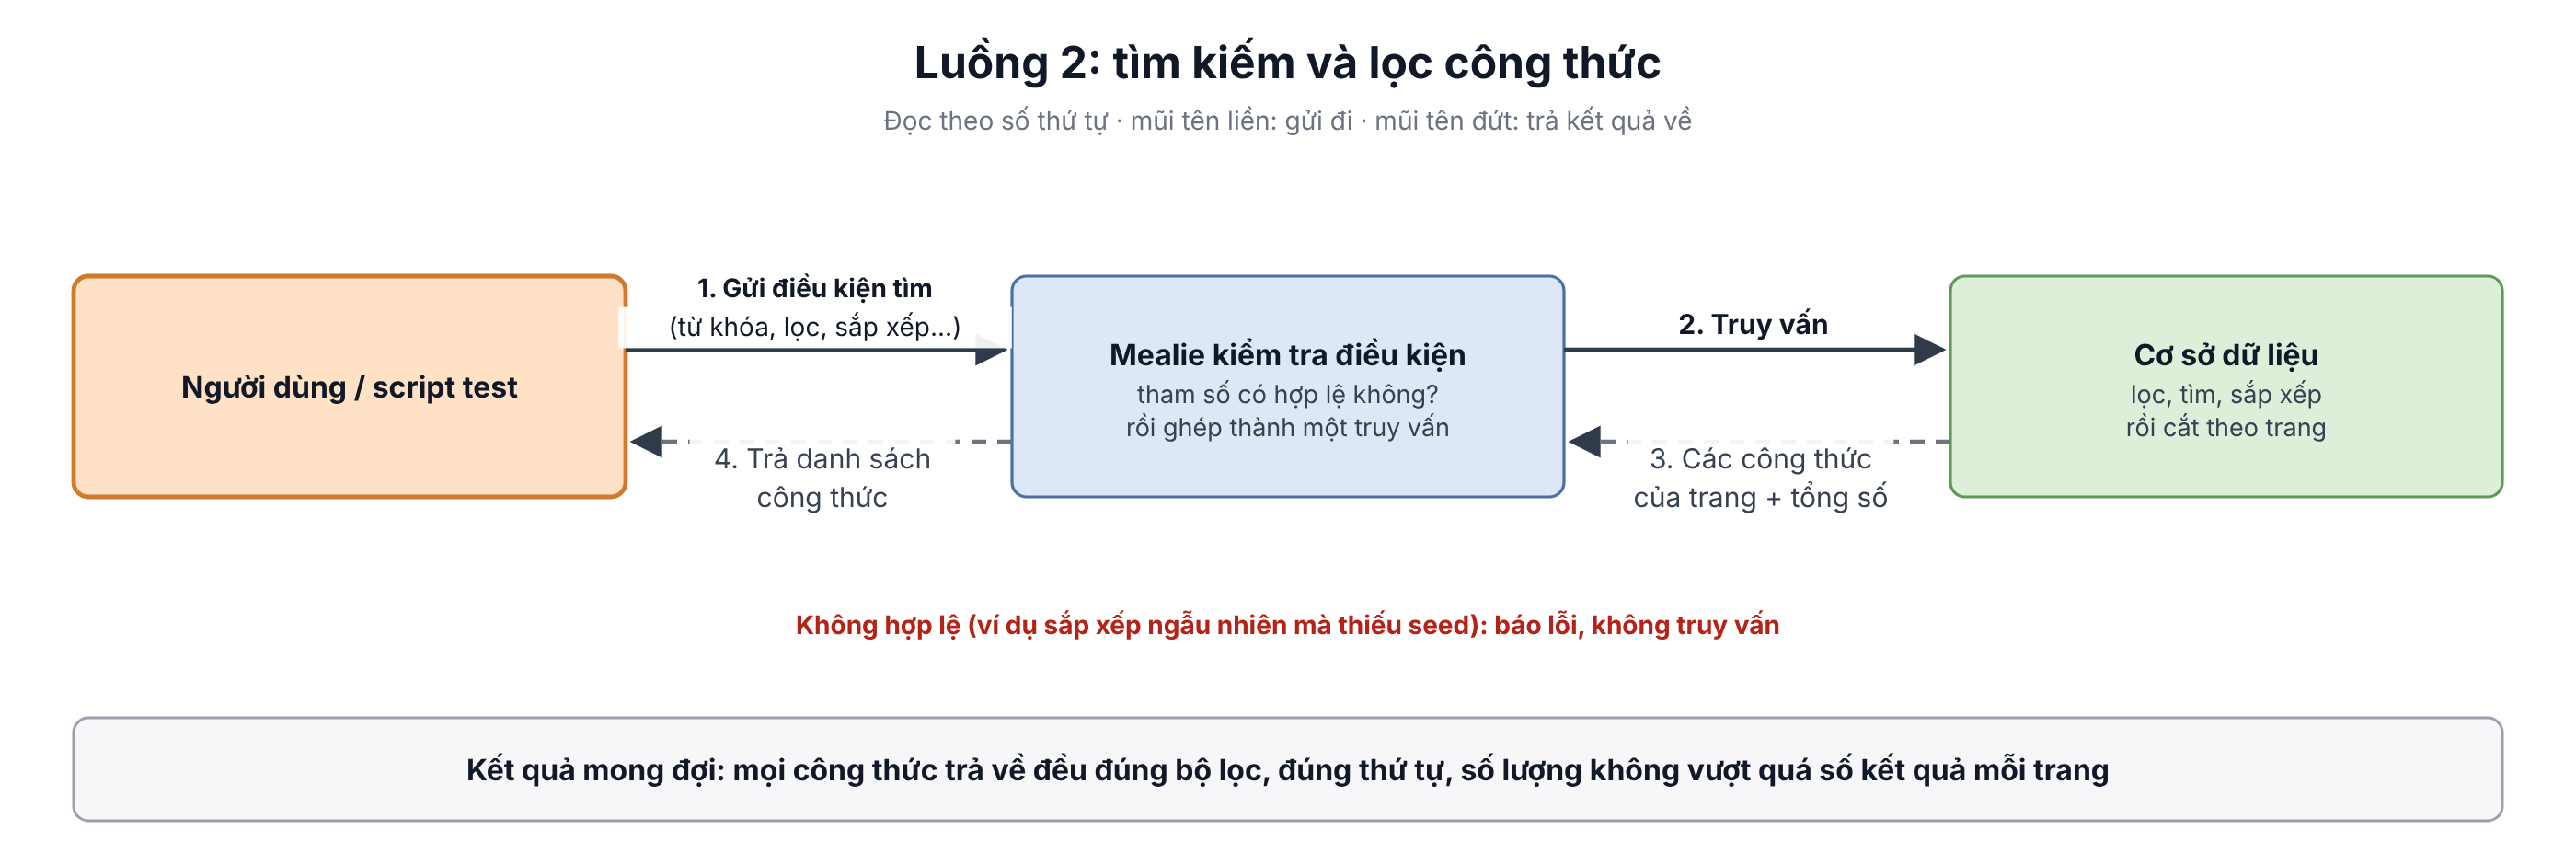 Luồng 2: tìm kiếm và lọc công thức
Đọc theo số thứ tự · mũi tên liền: gửi đi · mũi tên đứt: trả kết quả về
1. Gửi điều kiện tìm
(từ khóa, lọc, sắp xếp...)
Người dùng / script test
4. Trả danh sách
công thức
Mealie kiểm tra điều kiện
tham số có hợp lệ không?
rồi ghép thành một truy vấn
2. Truy vấn
3. Các công thức
của trang + tổng số
Cơ sở dữ liệu
lọc, tìm, sắp xếp
rồi cắt theo trang
Không hợp lệ (ví dụ sắp xếp ngẫu nhiên mà thiếu seed): báo lỗi, không truy vấn
Kết quả mong đợi: mọi công thức trả về đều đúng bộ lọc, đúng thứ tự, số lượng không vượt quá số kết quả mỗi trang